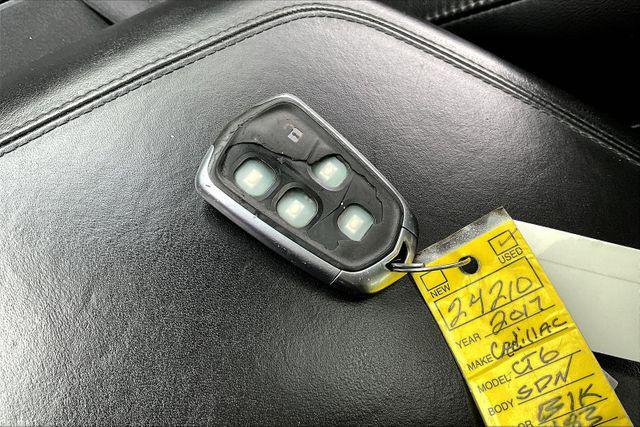 NEW USED
24210
YEAR 2017
MAKE Cadillac
MODEL CT6
BODY SDN
BlK